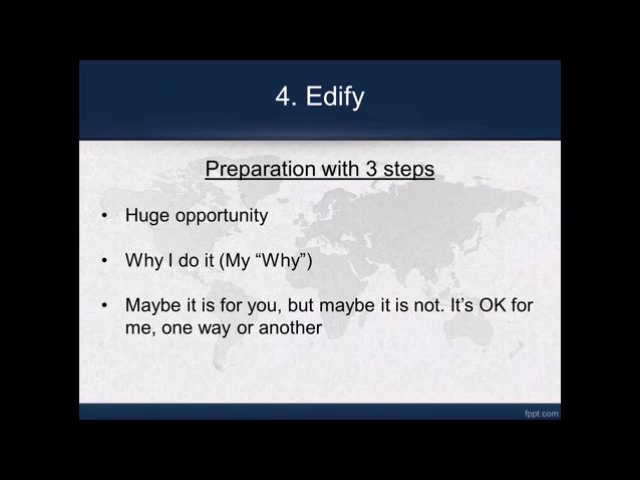 4. Edify
Preparation with 3 steps
• Huge opportunity
• Why I do it (My “Why”)
• Maybe it is for you, but maybe it is not. It’s OK for
me, one way or another
fppt.com